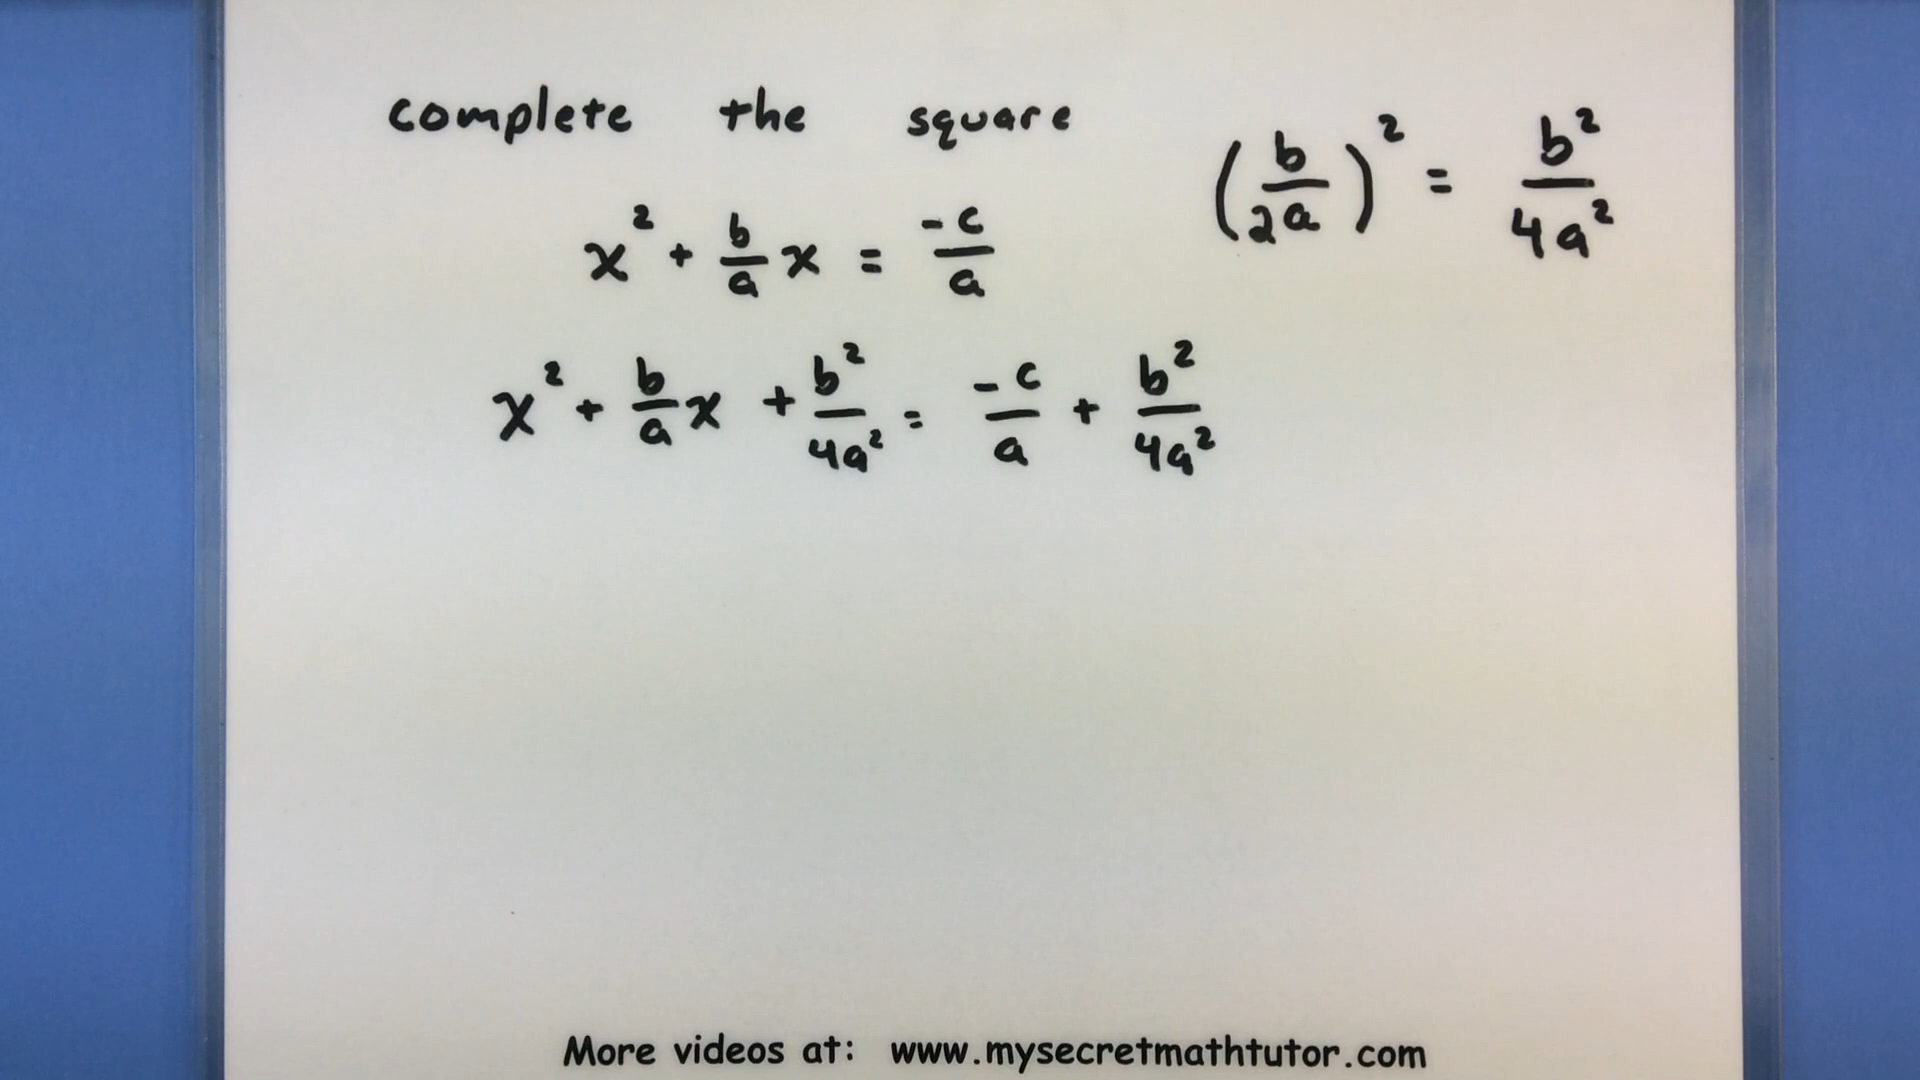 complete the square
(b/2a)² = b²/4a²
x² + b/a x = -c/a
x² + b/a x + b²/4a² = -c/a + b²/4a²
More videos at: www.mysecretmathtutor.com